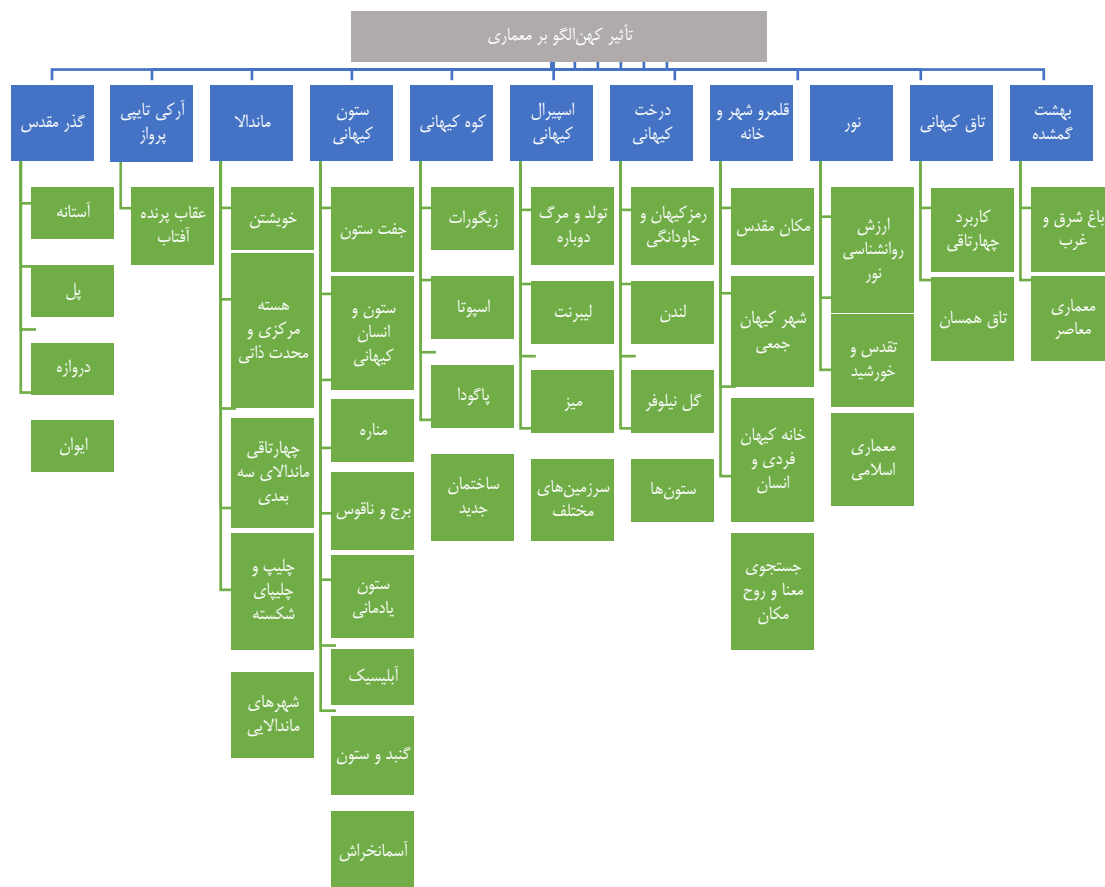 تأثیر کهن‌الگو بر معماری
بهشت
گمشده
باغ شرق و
غرب
معماری
معاصر
تاق کیهانی
کاربرد
چهارتاقی
تاق همسان
نور
ارزش
روانشناسی
نور
تقدس و
خورشید
معماری
اسلامی
قلمرو شهر و
خانه
مکان مقدس
شهر کیهان
جمعی
خانه کیهان
فردی و
انسان
جستجوی
معنا و روح
مکان
درخت
کیهانی
رمزکیهان و
جاودانگی
لندن
گل نیلوفر
ستون‌ها
اسپیرال
کیهانی
تولد و مرگ
دوباره
لیبرنت
میز
سرزمین‌های
مختلف
کوه کیهانی
زیگورات
اسپوتا
پاگودا
ساختمان
جدید
ستون
کیهانی
جفت ستون
ستون و
انسان
کیهانی
مناره
برج و ناقوس
ستون
یادمانی
آبلیسیک
گنبد و ستون
آسمانخراش
ماندالا
خویشتن
هسته
مرکزی و
محدت ذاتی
چهارتاقی
ماندالای سه
بعدی
چلیپ و
چلیپای
شکسته
شهرهای
ماندالایی
آرکی تایپی
پرواز
عقاب پرنده
آفتاب
گذر مقدس
آستانه
پل
دروازه
ایوان